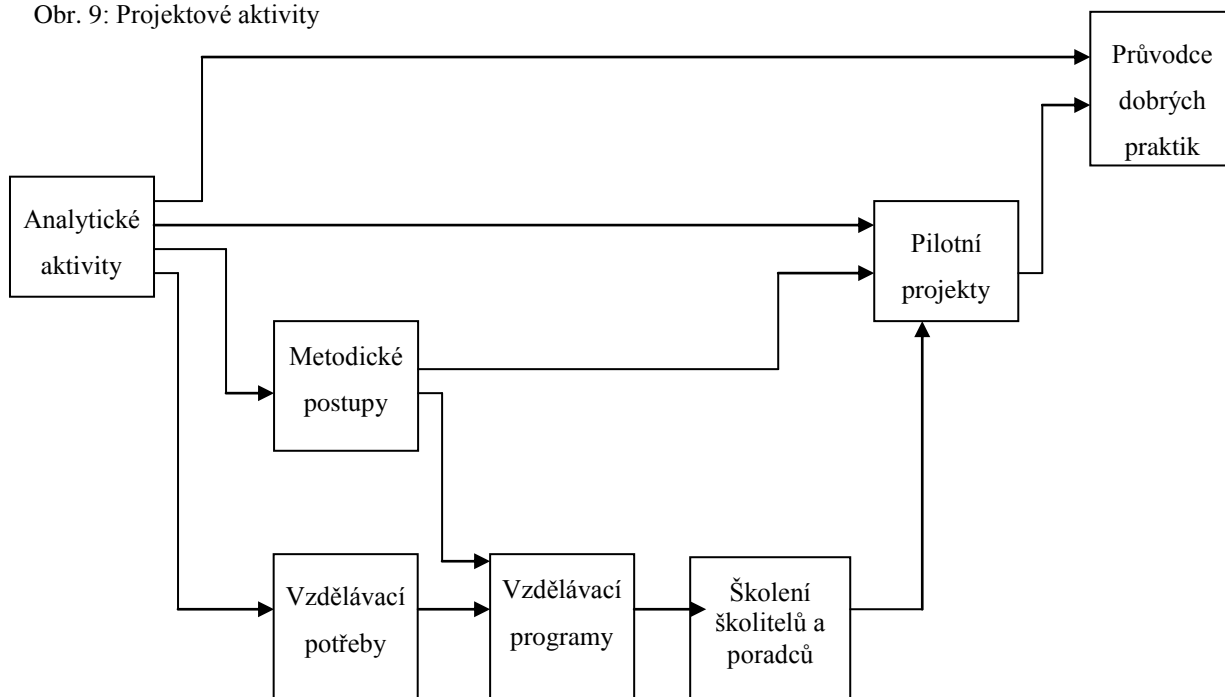 Obr. 9: Projektové aktivity
Průvodce
dobrých
praktik
Analytické
aktivity
Pilotní
projekty
Metodické
postupy
Vzdělávací
potřeby
Vzdělávací
programy
Školení
školitelů a
poradců